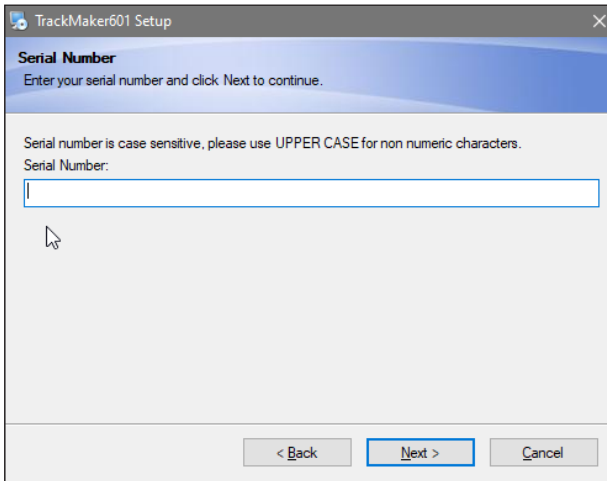 TrackMaker601 Setup
Serial Number
Enter your serial number and click Next to continue.
Serial number is case sensitive, please use UPPER CASE for non numeric characters.
Serial Number:
< Back
Next >
Cancel